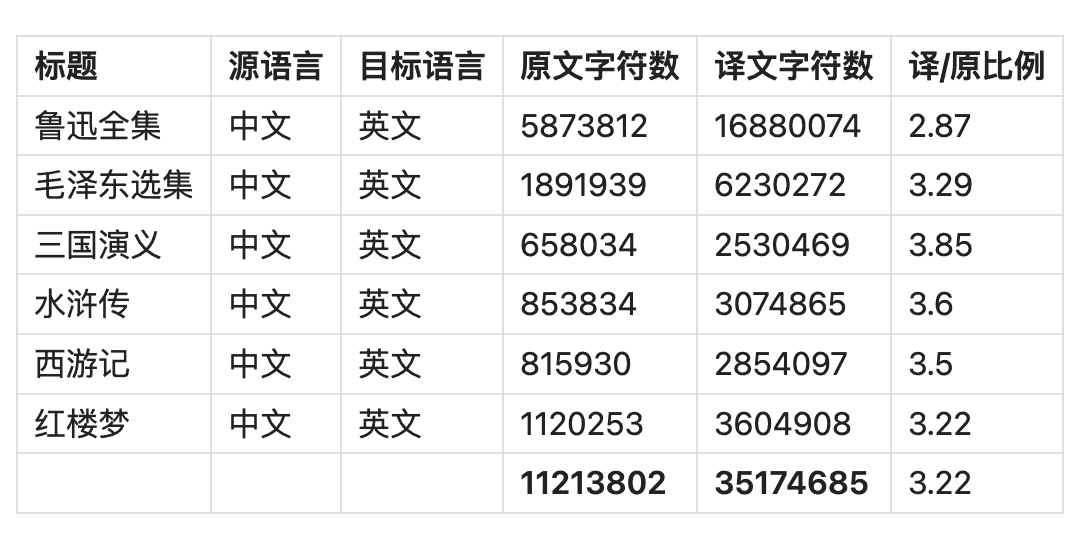 标题 源语言 目标语言 原文字符数 译文字符数 译/原比例
鲁迅全集 中文 英文 5873812 16880074 2.87
毛泽东选集 中文 英文 1891939 6230272 3.29
三国演义 中文 英文 658034 2530469 3.85
水浒传 中文 英文 853834 3074865 3.6
西游记 中文 英文 815930 2854097 3.5
红楼梦 中文 英文 1120253 3604908 3.22
11213802 35174685 3.22